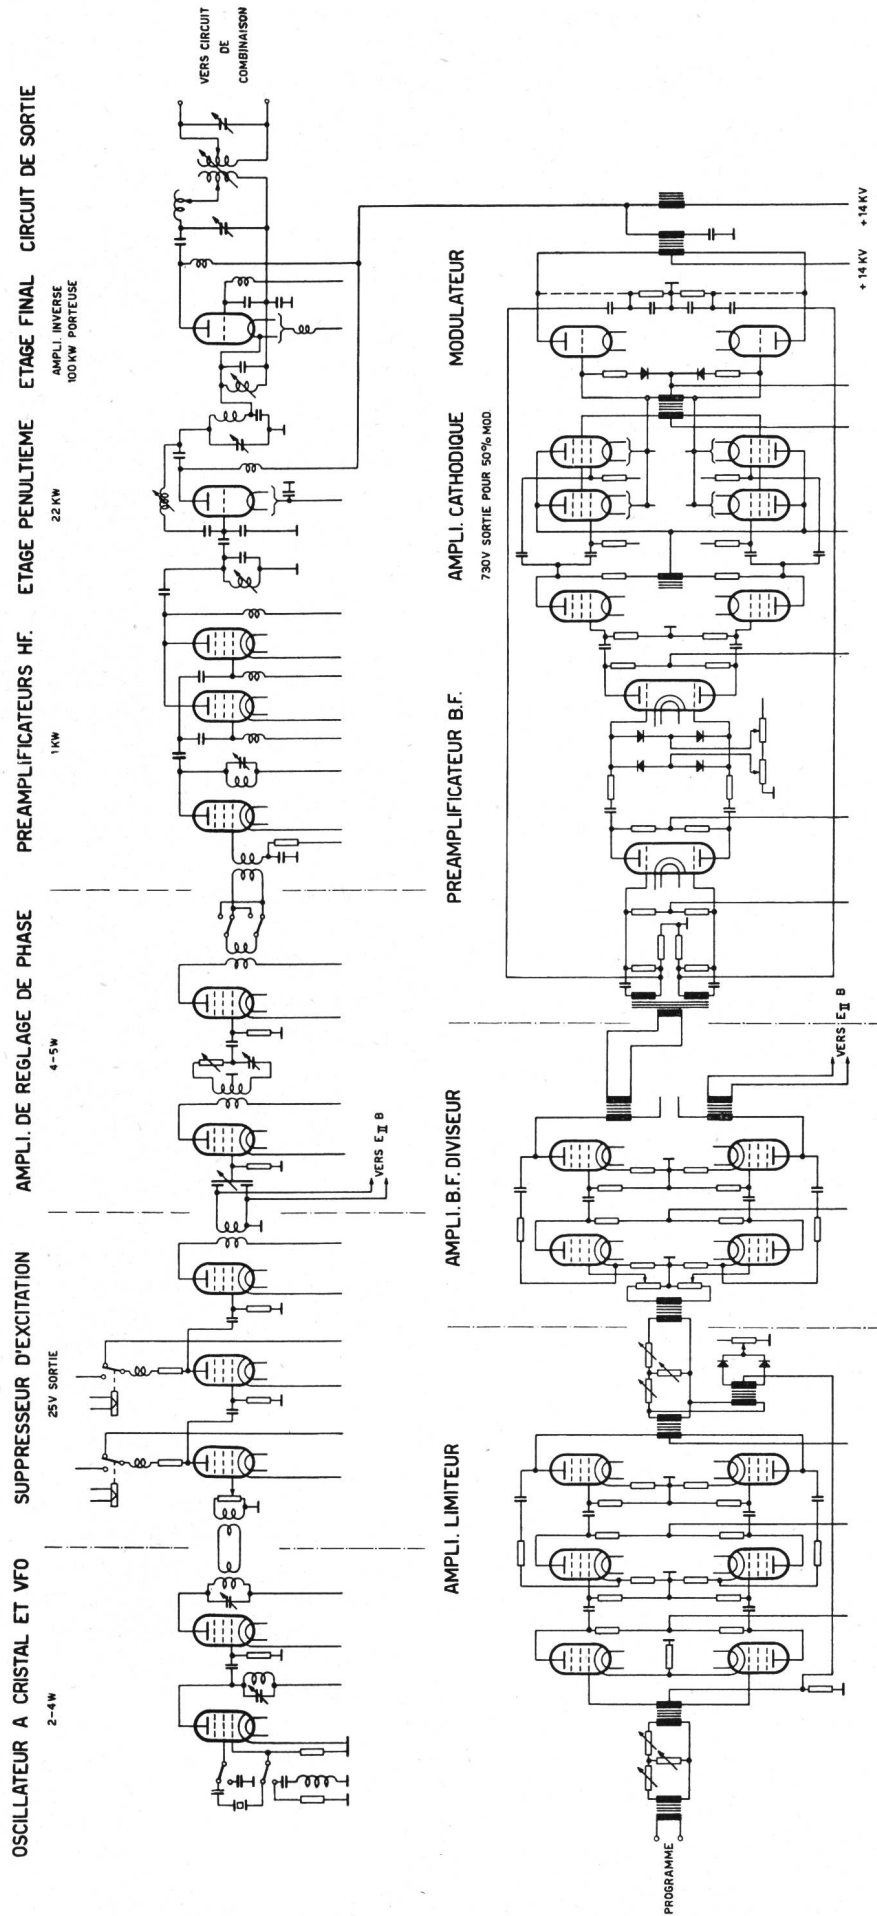 OSCILLATEUR A CRISTAL ET VFO
2-4W
SUPPRESSEUR D'EXCITATION
25V SORTIE
AMPLI. DE REGLAGE DE PHASE
4-5W
PREAMPLIFICATEURS HF.
1 KW
ETAGE PENULTIEME
22 KW
ETAGE FINAL
AMPLI. INVERSE
100 KW PORTEUSE
CIRCUIT DE SORTIE
VERS CIRCUIT
DE
COMBINAISON
VERS E II B
AMPLI. LIMITEUR
AMPLI. B.F. DIVISEUR
PREAMPLIFICATEUR B.F.
AMPLI. CATHODIQUE
730V SORTIE POUR 50% MOD.
MODULATEUR
PROGRAMME
VERS E II B
+ 14 KV
+14 KV